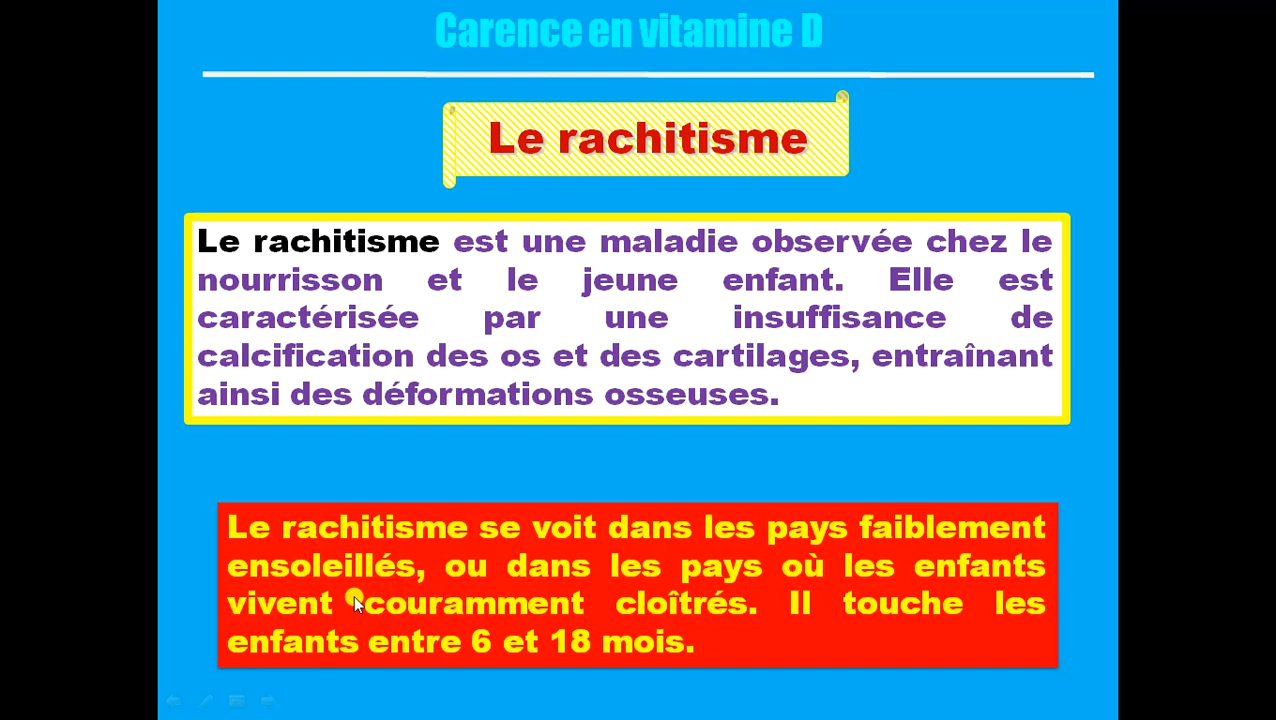 Carence en vitamine D
Le rachitisme
Le rachitisme est une maladie observée chez le
nourrisson et le jeune enfant. Elle est
caractérisée par une insuffisance de
calcification des os et des cartilages, entraînant
ainsi des déformations osseuses.
Le rachitisme se voit dans les pays faiblement
ensoleillés, ou dans les pays où les enfants
vivent couramment cloîtrés. Il touche les
enfants entre 6 et 18 mois.